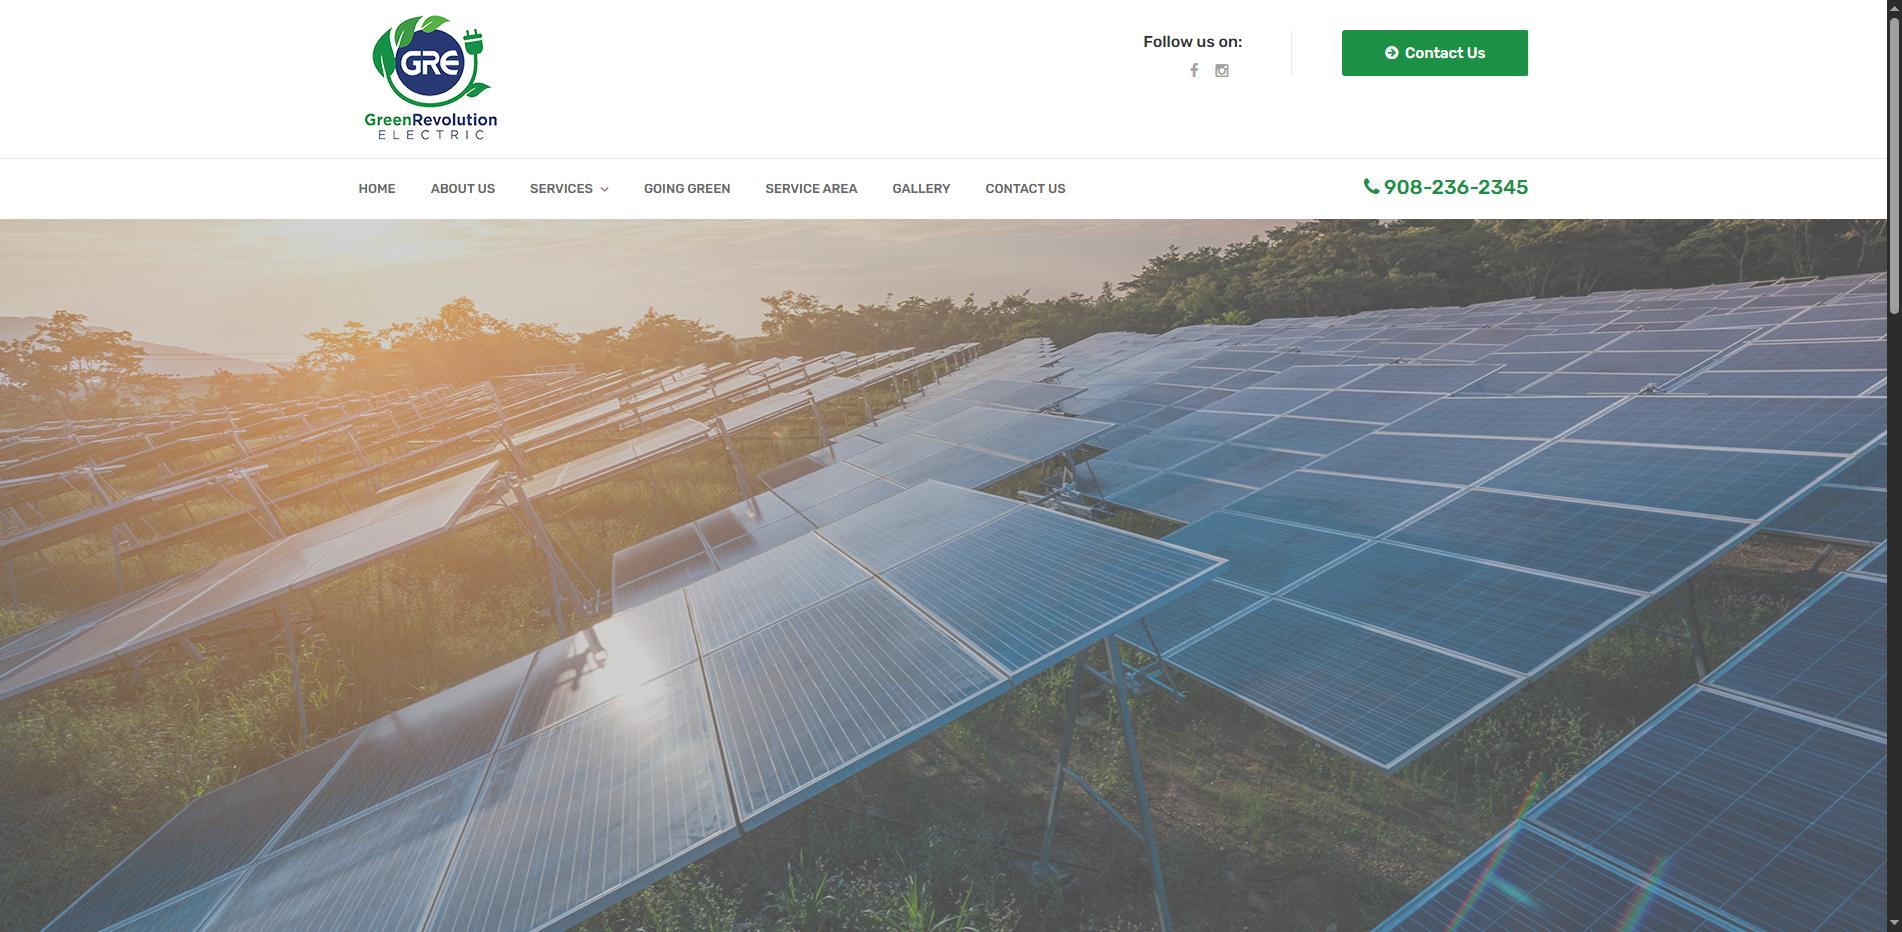 GRE
GreenRevolution
ELECTRIC
Follow us on:
Contact Us
HOME
ABOUT US
SERVICES
GOING GREEN
SERVICE AREA
GALLERY
CONTACT US
908-236-2345